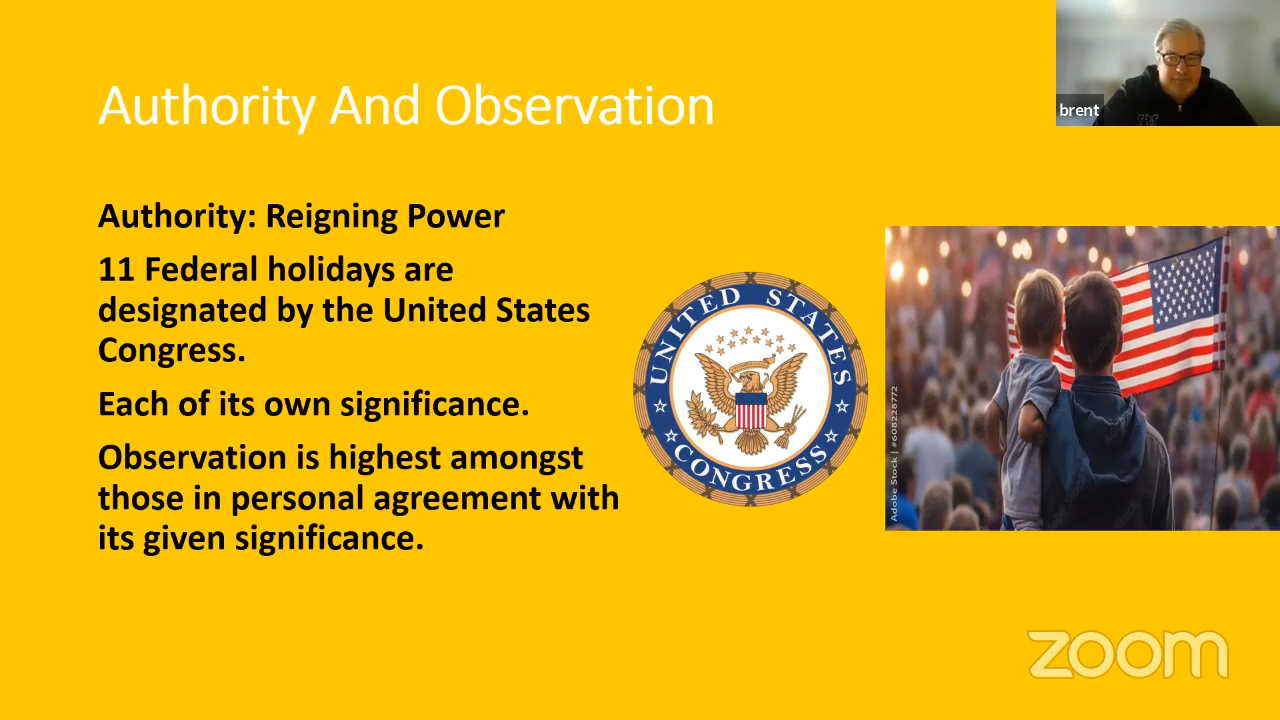 brent
Authority And Observation
Authority: Reigning Power
11 Federal holidays are
designated by the United States
Congress.
Each of its own significance.
Observation is highest amongst
those in personal agreement with
its given significance.
UNITED STATES
CONGRESS
Adobe Stock | #608228772
zoom